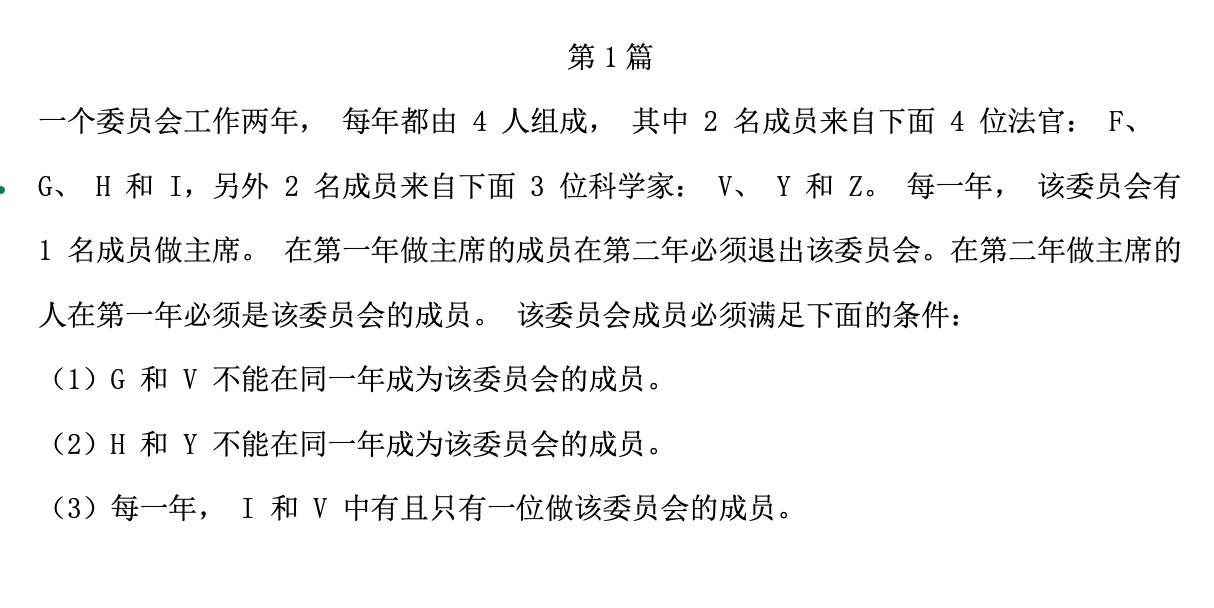 第 1 篇
一个委员会工作两年， 每年都由 4 人组成， 其中 2 名成员来自下面 4 位法官： F、
G、 H 和 I，另外 2 名成员来自下面 3 位科学家： V、 Y 和 Z。 每一年， 该委员会有
1 名成员做主席。 在第一年做主席的成员在第二年必须退出该委员会。在第二年做主席的
人在第一年必须是该委员会的成员。 该委员会成员必须满足下面的条件：
（1）G 和 V 不能在同一年成为该委员会的成员。
（2）H 和 Y 不能在同一年成为该委员会的成员。
（3）每一年， I 和 V 中有且只有一位做该委员会的成员。